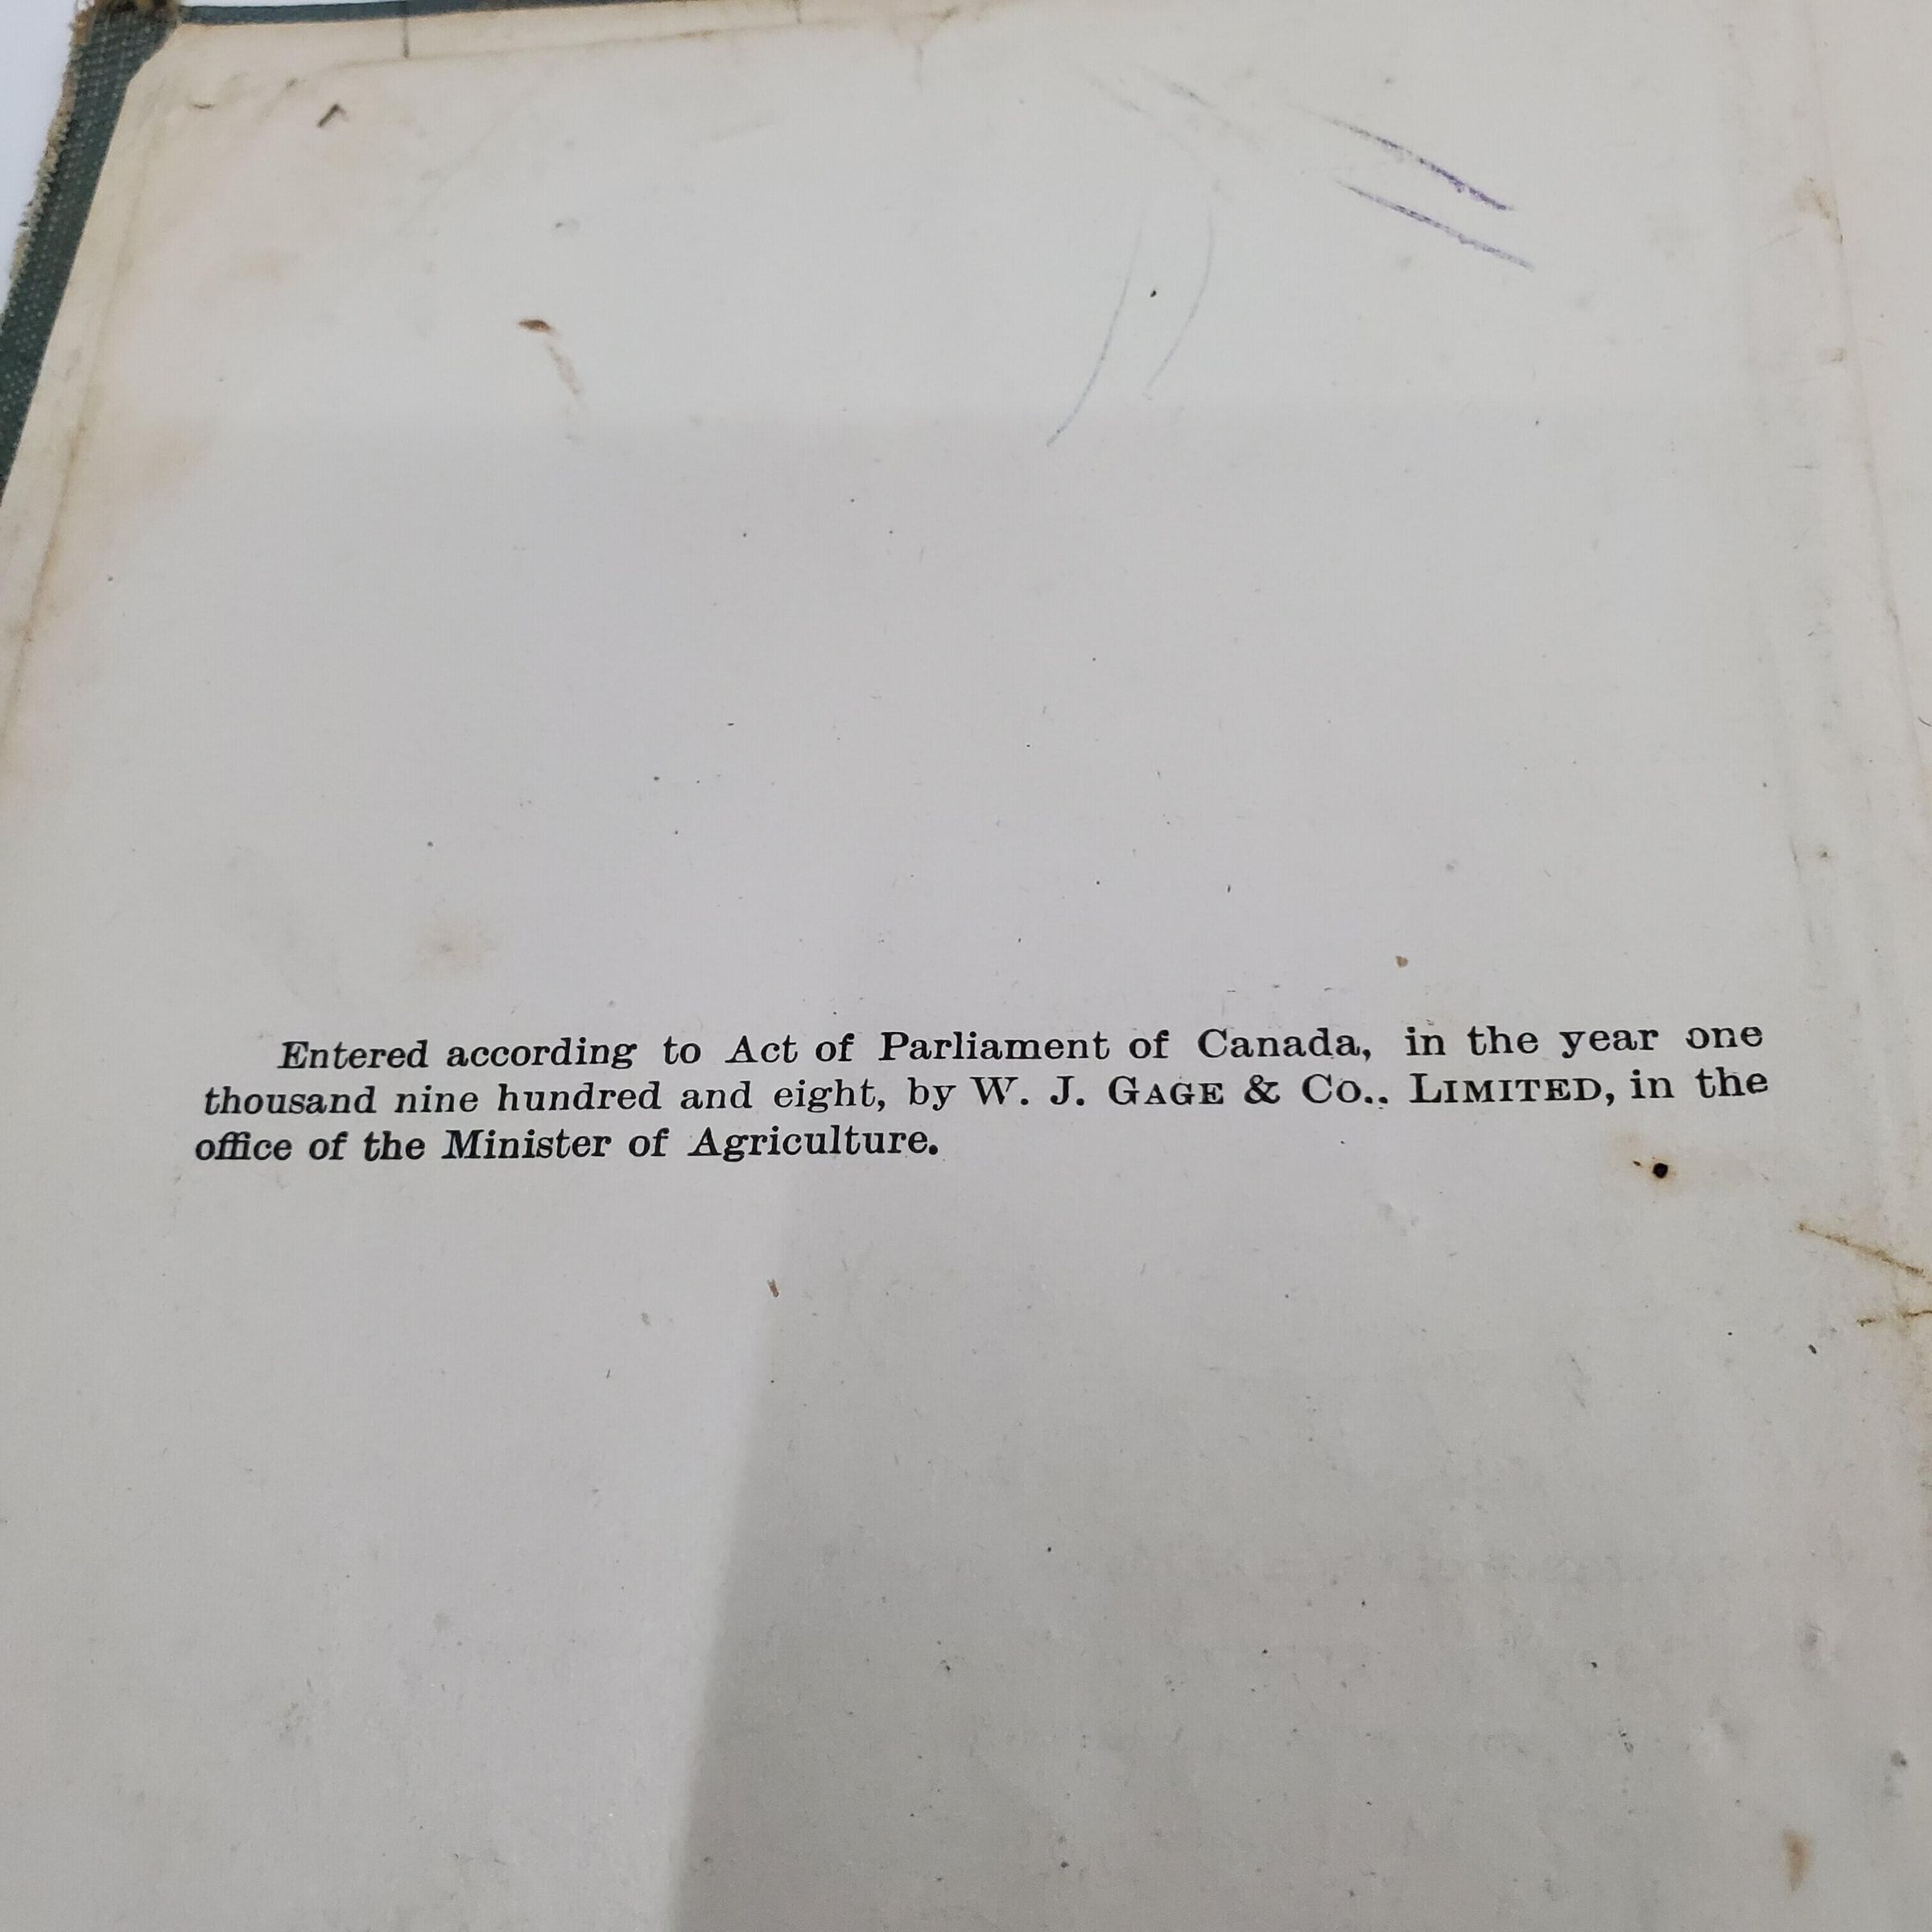 Entered according to Act of Parliament of Canada, in the year one
thousand nine hundred and eight, by W. J. GAGE & CO., LIMITED, in the
office of the Minister of Agriculture.